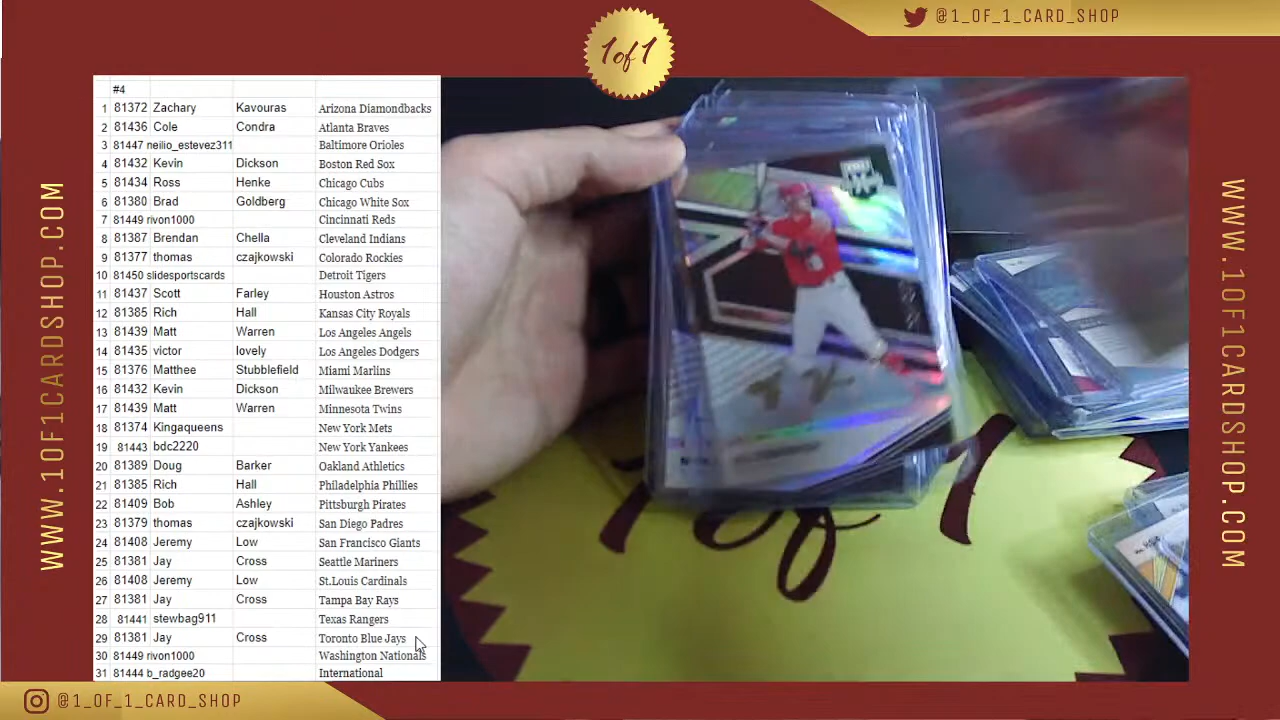 @1_OF_1_CARD_SHOP
1of1
#4
1 81372 Zachary Kavouras Arizona Diamondbacks
2 81436 Cole Condra Atlanta Braves
3 81447 neilio_estevez311 Baltimore Orioles
4 81432 Kevin Dickson Boston Red Sox
5 81434 Ross Henke Chicago Cubs
6 81380 Brad Goldberg Chicago White Sox
7 81449 rivon1000 Cincinnati Reds
8 81387 Brendan Chella Cleveland Indians
9 81377 thomas czajkowski Colorado Rockies
10 81450 slidesportscards Detroit Tigers
11 81437 Scott Farley Houston Astros
12 81385 Rich Hall Kansas City Royals
13 81439 Matt Warren Los Angeles Angels
14 81435 victor lovely Los Angeles Dodgers
15 81376 Matthee Stubblefield Miami Marlins
16 81432 Kevin Dickson Milwaukee Brewers
17 81439 Matt Warren Minnesota Twins
18 81374 Kingaqueens New York Mets
19 81443 bdc2220 New York Yankees
20 81389 Doug Barker Oakland Athletics
21 81385 Rich Hall Philadelphia Phillies
22 81409 Bob Ashley Pittsburgh Pirates
23 81379 thomas czajkowski San Diego Padres
24 81408 Jeremy Low San Francisco Giants
25 81381 Jay Cross Seattle Mariners
26 81408 Jeremy Low St.Louis Cardinals
27 81381 Jay Cross Tampa Bay Rays
28 81441 stewbag911 Texas Rangers
29 81381 Jay Cross Toronto Blue Jays
30 81449 rivon1000 Washington Nationals
31 81444 b_radgee20 International
WWW.1OF1CARDSHOP.COM
WWW.1OF1CARDSHOP.COM
1of1
@1_OF_1_CARD_SHOP